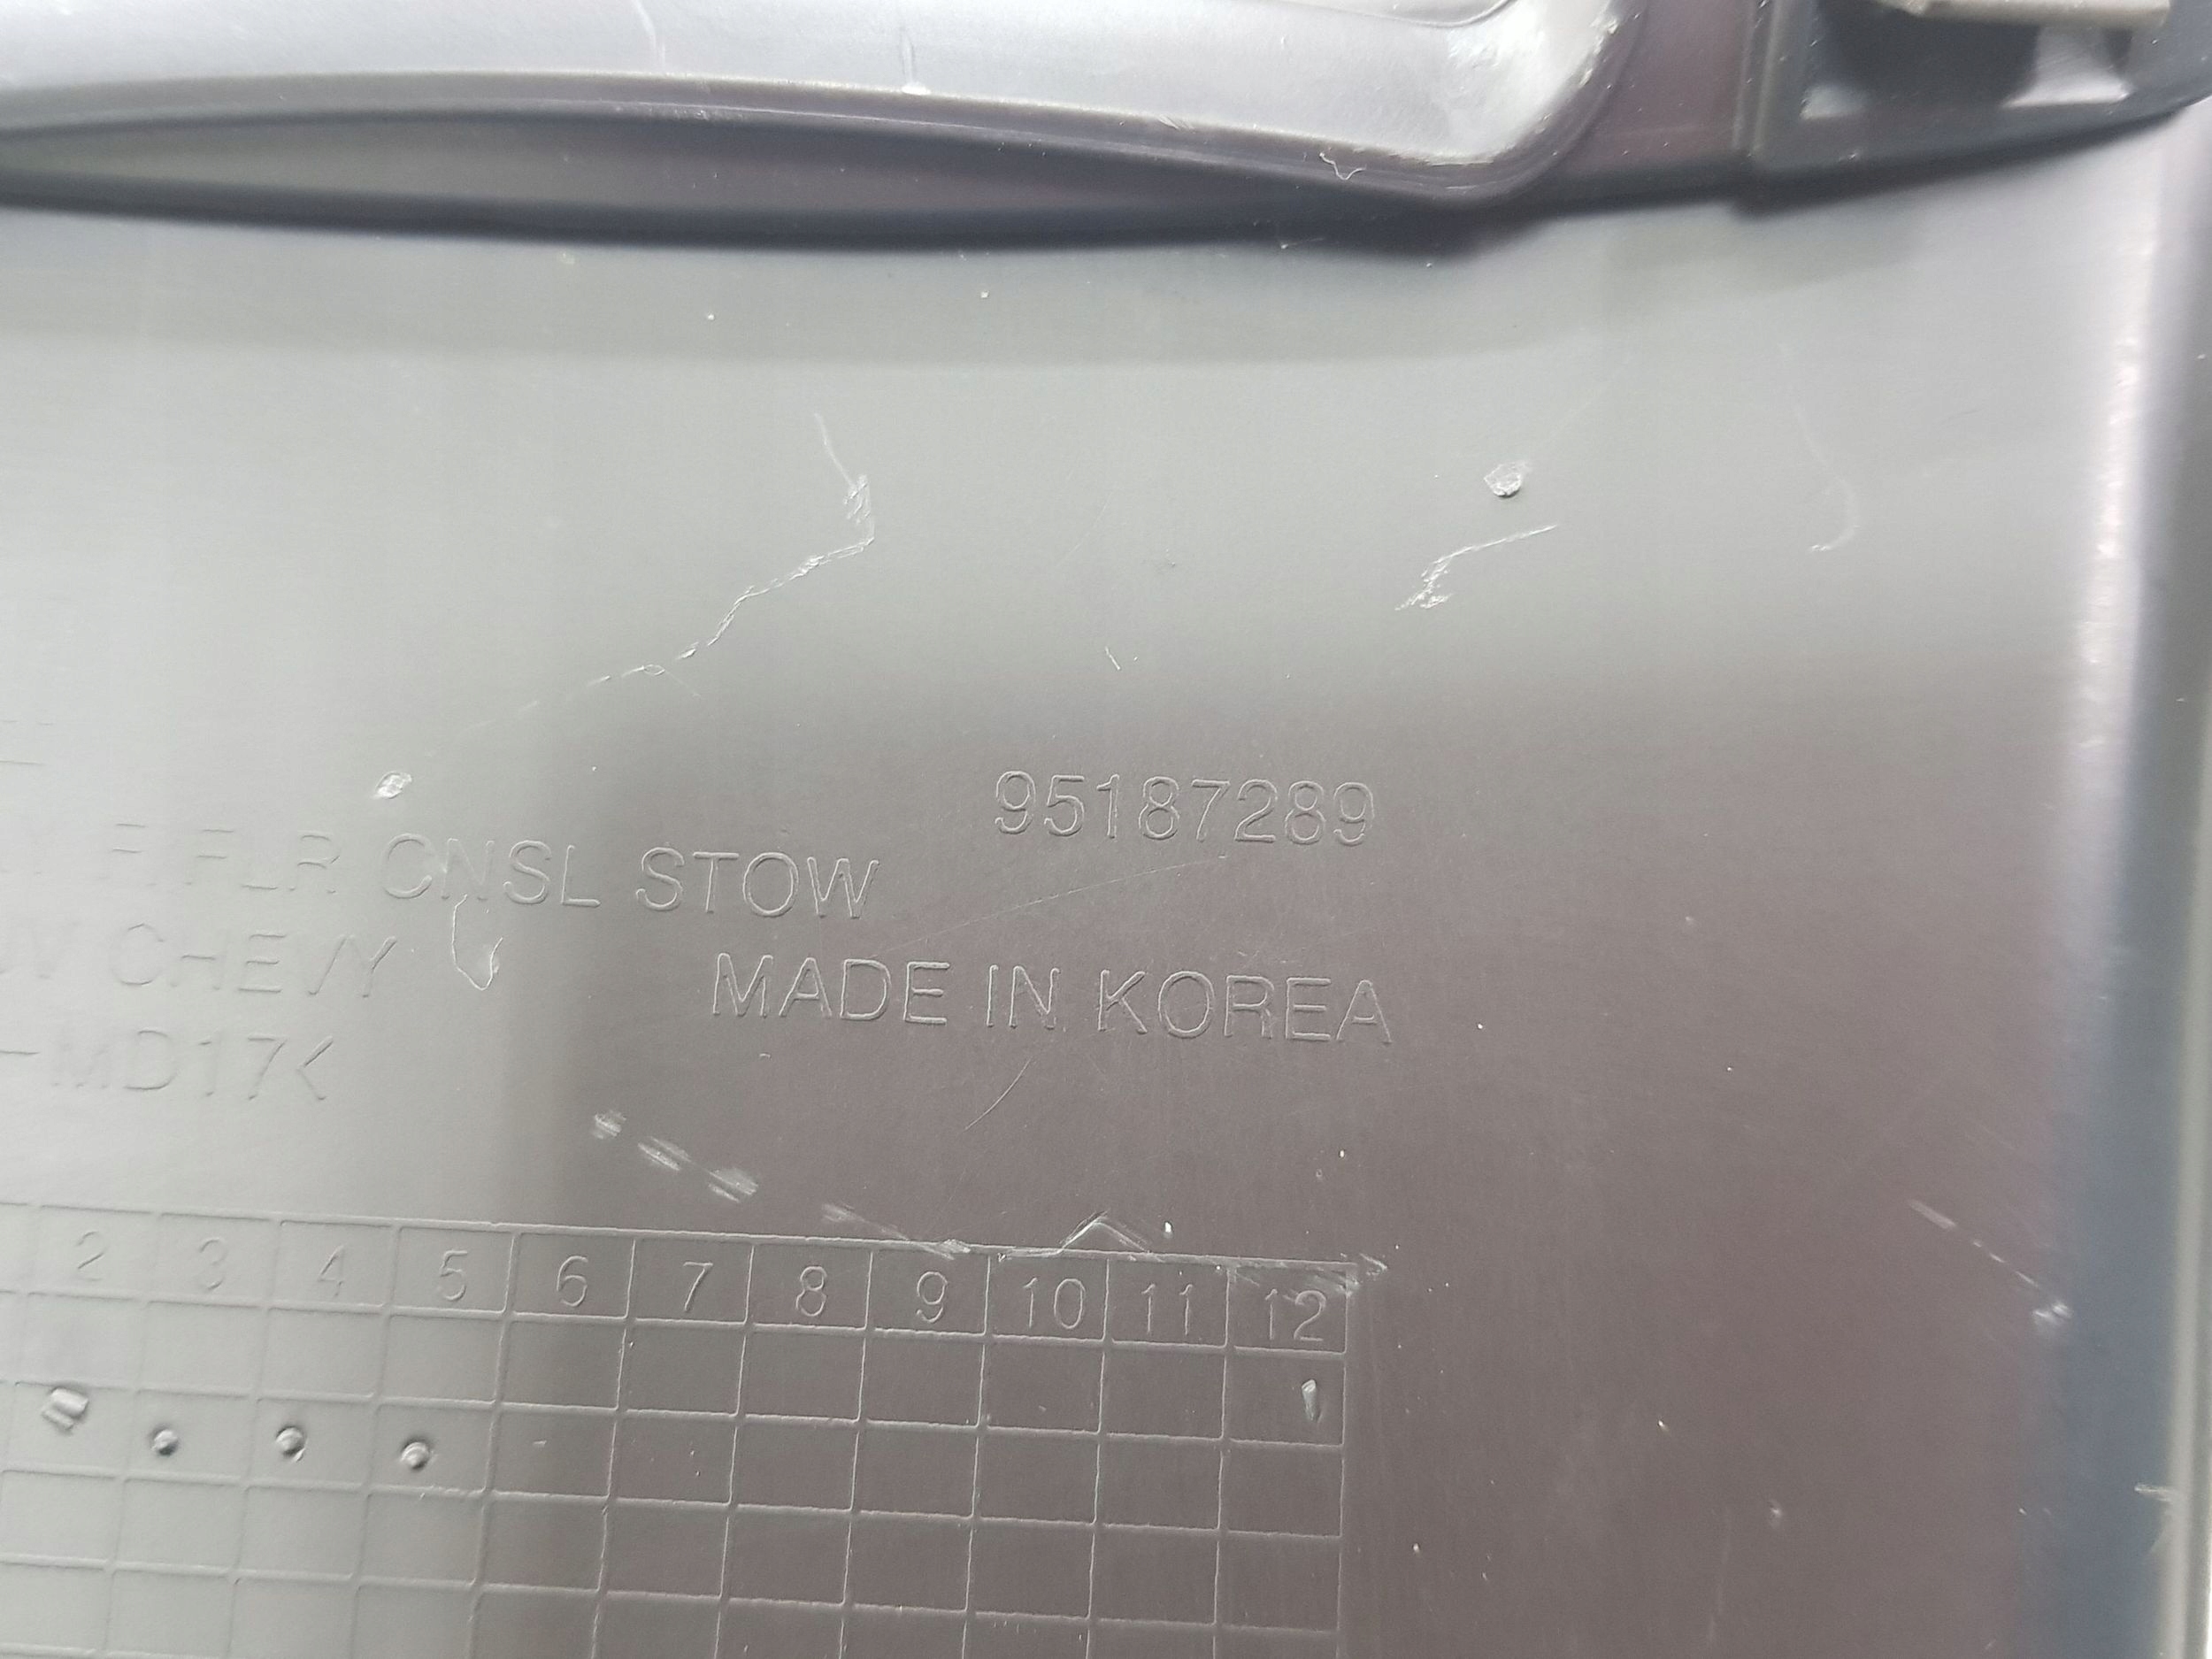 95187289
F/FLR CNSL STOW
CHEVY
MADE IN KOREA
-MD17<
2 3 4 5 6 7 8 9 10 11 12